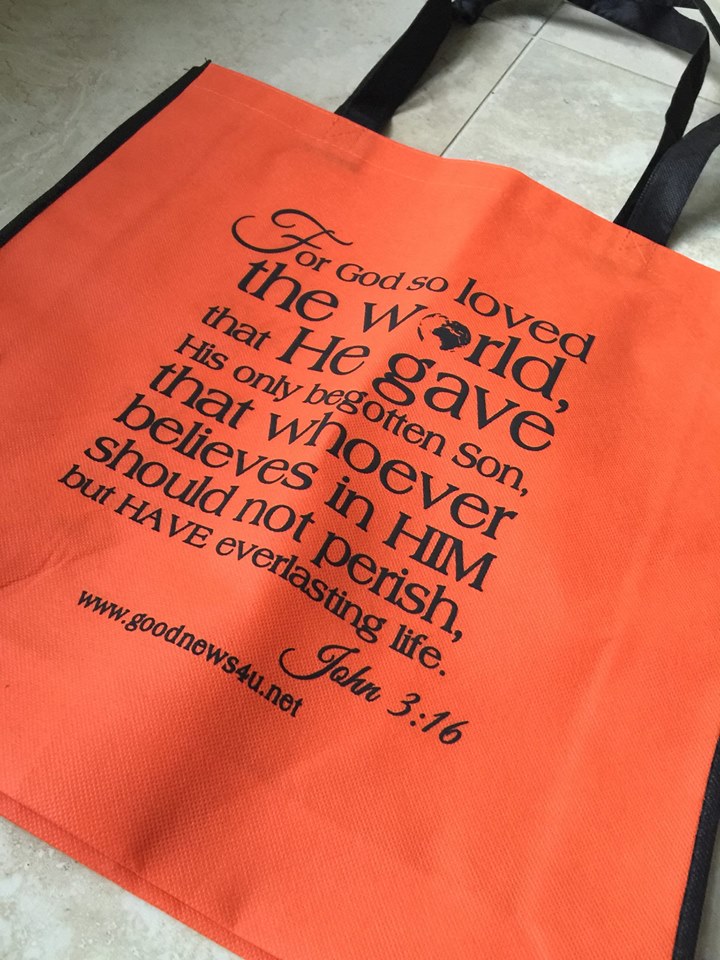 For God so loved
the world,
that He gave
His only begotten son,
that whoever
believes in HIM
should not perish,
but HAVE everlasting life.
John 3:16
www.goodnews4u.net